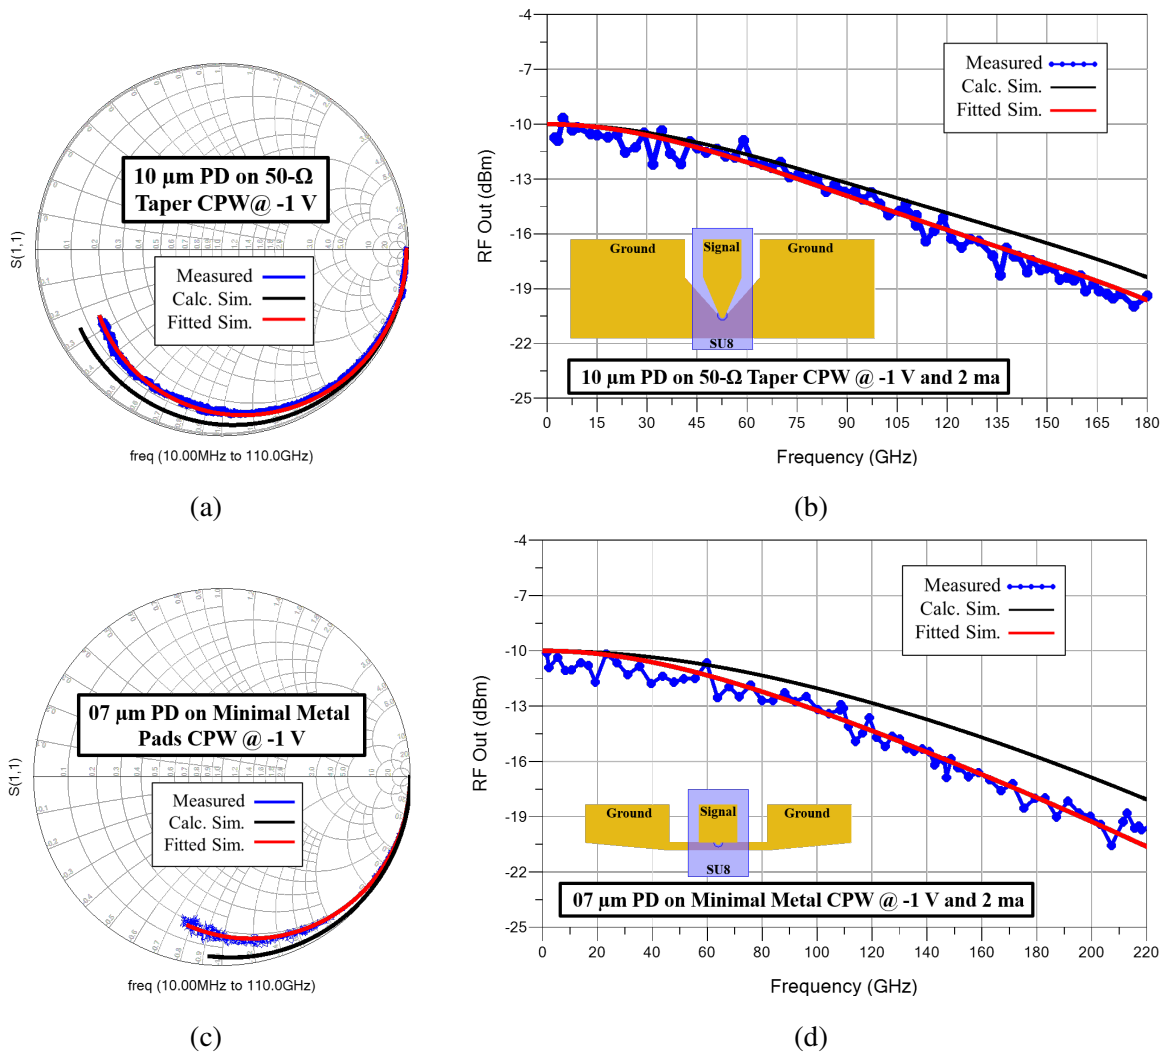 S(1,1)
10 µm PD on 50-Ω
Taper CPW@ -1 V
Measured
Calc. Sim.
Fitted Sim.
freq (10.00MHz to 110.0GHz)
(a)
RF Out (dBm)
-4
-7
-10
-13
-16
-19
-22
-25
Measured
Calc. Sim.
Fitted Sim.
Ground
Signal
Ground
SU8
10 µm PD on 50-Ω Taper CPW @ -1 V and 2 ma
0 15 30 45 60 75 90 105 120 135 150 165 180
Frequency (GHz)
(b)
S(1,1)
07 µm PD on Minimal Metal
Pads CPW @ -1 V
Measured
Calc. Sim.
Fitted Sim.
freq (10.00MHz to 110.0GHz)
(c)
RF Out (dBm)
-4
-7
-10
-13
-16
-19
-22
-25
Measured
Calc. Sim.
Fitted Sim.
Ground
Signal
Ground
SU8
07 µm PD on Minimal Metal CPW @ -1 V and 2 ma
0 20 40 60 80 100 120 140 160 180 200 220
Frequency (GHz)
(d)